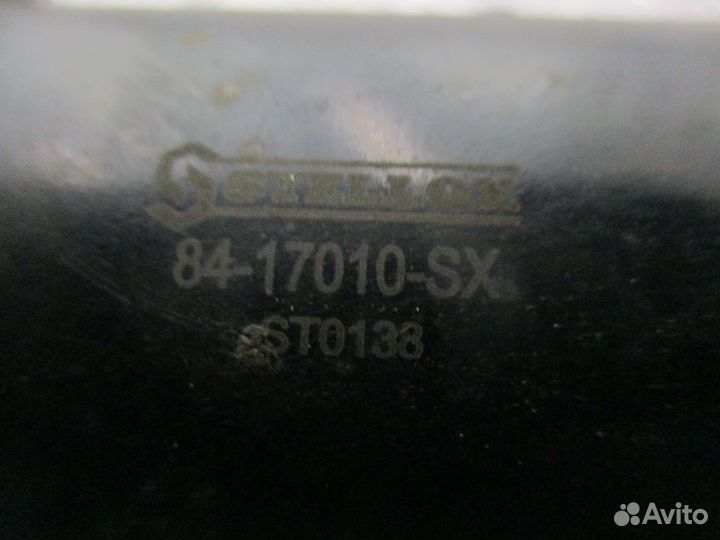 STELLOX
84-17010-SX
ST0138
Avito